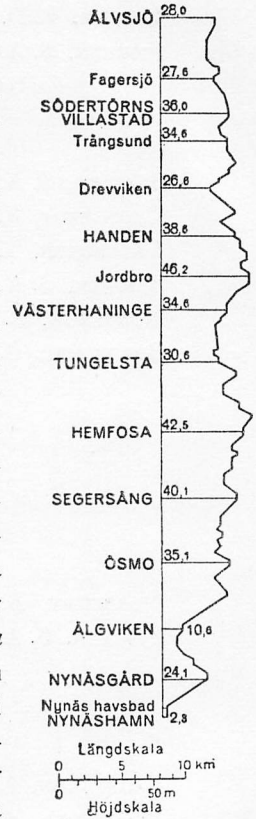 ÄLVSJÖ 28,0
Fagersjö 27,6
SÖDERTÖRNS 36,0
VILLASTAD
Trångsund 34,6
Drevviken 26,6
HANDEN 38,6
Jordbro 46,2
VÄSTERHANINGE 34,6
TUNGELSTA 30,6
HEMFOSA 42,5
SEGERSÄNG 40,1
ÖSMO 35,1
ÄLGVIKEN 10,6
NYNÄSGÅRD 24,1
Nynäs havsbad
NYNÄSHAMN 2,8
Längdskala
0 5 10 km
0 50 m
Höjdskala